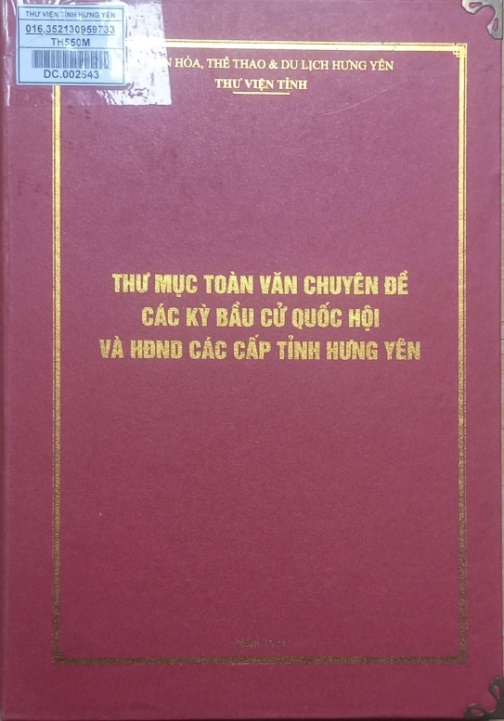 THƯ VIỆN TỈNH HƯNG YÊN
016.352130959733
TH550M
DC.002543
HÓA, THỂ THAO & DU LỊCH HƯNG YÊN
THƯ VIỆN TỈNH
THƯ MỤC TOÀN VĂN CHUYÊN ĐỀ
CÁC KỲ BẦU CỬ QUỐC HỘI
VÀ HĐND CÁC CẤP TỈNH HƯNG YÊN